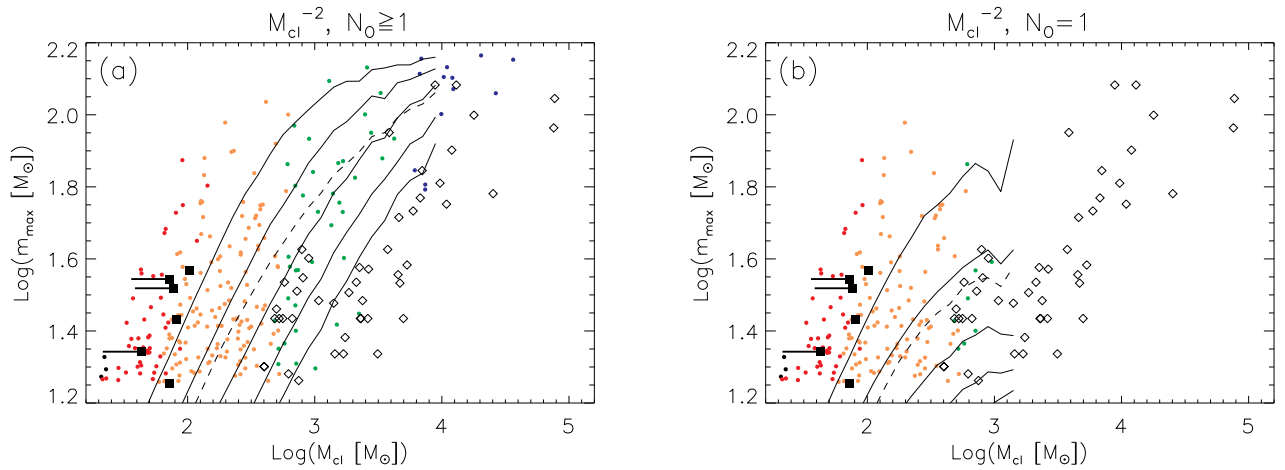 M_cl^-2, N_O≧1
(a)
2.2
2.0
1.8
1.6
1.4
1.2
Log(m_max [M_⊙])
2 3 4 5
Log(M_cl [M_⊙])
M_cl^-2, N_O=1
(b)
2.2
2.0
1.8
1.6
1.4
1.2
Log(m_max [M_⊙])
2 3 4 5
Log(M_cl [M_⊙])